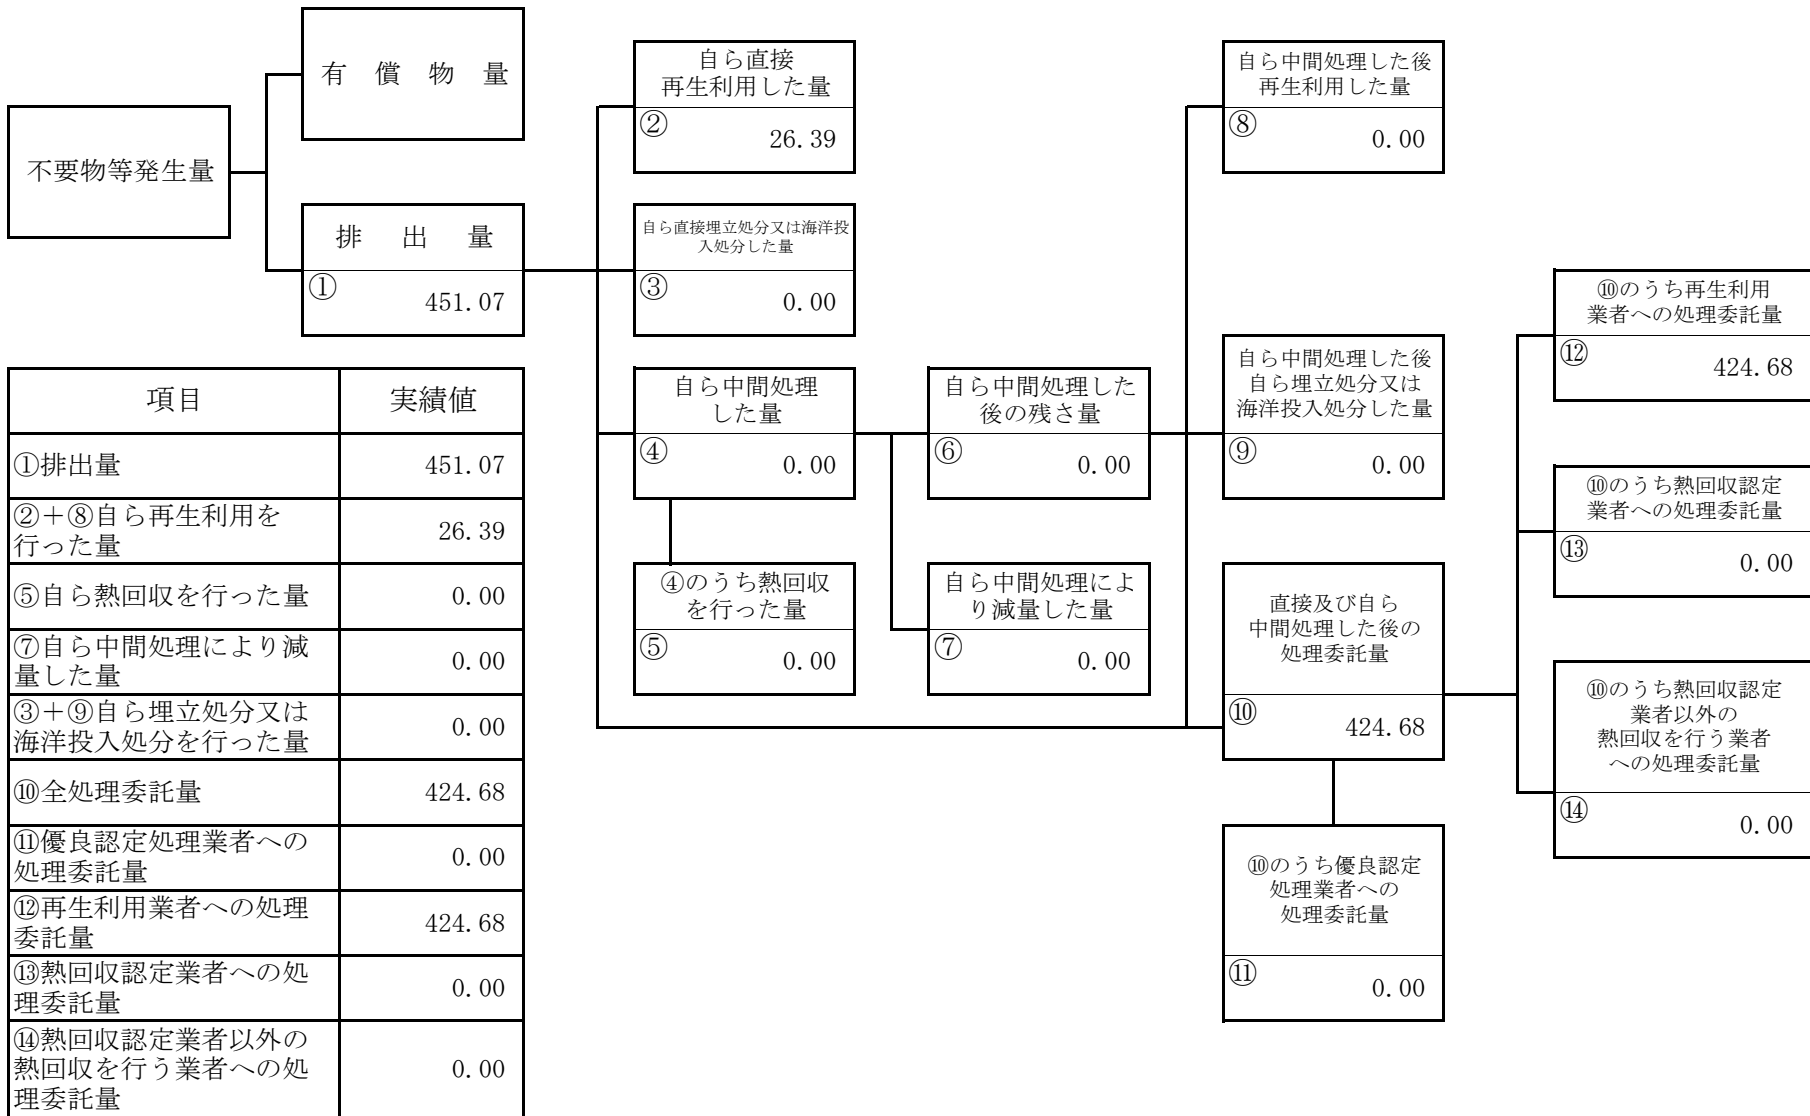 不要物等発生量
有 償 物 量
排 出 量
①
451.07
自ら直接
再生利用した量
②
26.39
自ら直接埋立処分又は海洋投
入処分した量
③
0.00
自ら中間処理
した量
④
0.00
④のうち熱回収
を行った量
⑤
0.00
自ら中間処理した
後の残さ量
⑥
0.00
自ら中間処理によ
り減量した量
⑦
0.00
自ら中間処理した後
再生利用した量
⑧
0.00
自ら中間処理した後
自ら埋立処分又は
海洋投入処分した量
⑨
0.00
直接及び自ら
中間処理した後の
処理委託量
⑩
424.68
⑩のうち優良認定
処理業者への
処理委託量
⑪
0.00
⑩のうち再生利用
業者への処理委託量
⑫
424.68
⑩のうち熱回収認定
業者への処理委託量
⑬
0.00
⑩のうち熱回収認定
業者以外の
熱回収を行う業者
への処理委託量
⑭
0.00
項目 実績値
①排出量 451.07
②＋⑧自ら再生利用を
行った量 26.39
⑤自ら熱回収を行った量 0.00
⑦自ら中間処理により減
量した量 0.00
③＋⑨自ら埋立処分又は
海洋投入処分を行った量 0.00
⑩全処理委託量 424.68
⑪優良認定処理業者への
処理委託量 0.00
⑫再生利用業者への処理
委託量 424.68
⑬熱回収認定業者への処
理委託量 0.00
⑭熱回収認定業者以外の
熱回収を行う業者への処
理委託量 0.00